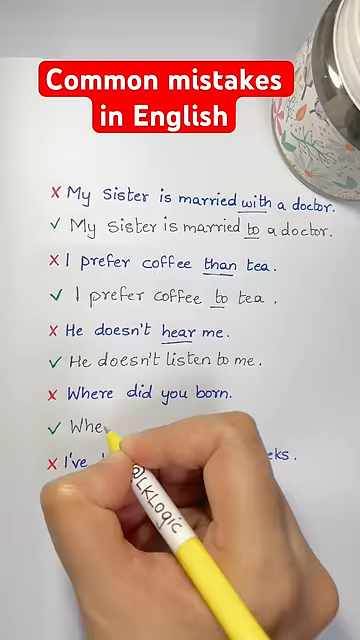 Common mistakes
in English
× My Sister is married with a doctor.
✓ My Sister is married to a doctor.
× I prefer coffee than tea.
✓ I prefer coffee to tea.
× He doesn't hear me.
✓ He doesn't listen to me.
× Where did you born.
✓ Whe
× I've
@LKLogic